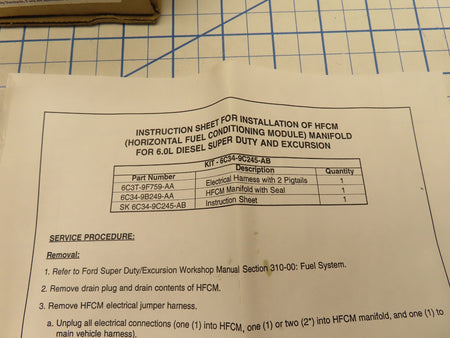 INSTRUCTION SHEET FOR INSTALLATION OF HFCM
(HORIZONTAL FUEL CONDITIONING MODULE) MANIFOLD
FOR 6.0L DIESEL SUPER DUTY AND EXCURSION
KIT - 6C34-9C245-AB
Part Number Description Quantity
6C3T-9F759-AA Electrical Harness with 2 Pigtails 1
6C34-9B249-AA HFCM Manifold with Seal 1
SK 6C34-9C245-AB Instruction Sheet 1
SERVICE PROCEDURE:
Removal:
1. Refer to Ford Super Duty/Excursion Workshop Manual Section 310-00: Fuel System.
2. Remove drain plug and drain contents of HFCM.
3. Remove HFCM electrical jumper harness.
a. Unplug all electrical connections (one (1) into HFCM, one (1) or two (2*) into HFCM manifold, and one (1) to
main vehicle harness).